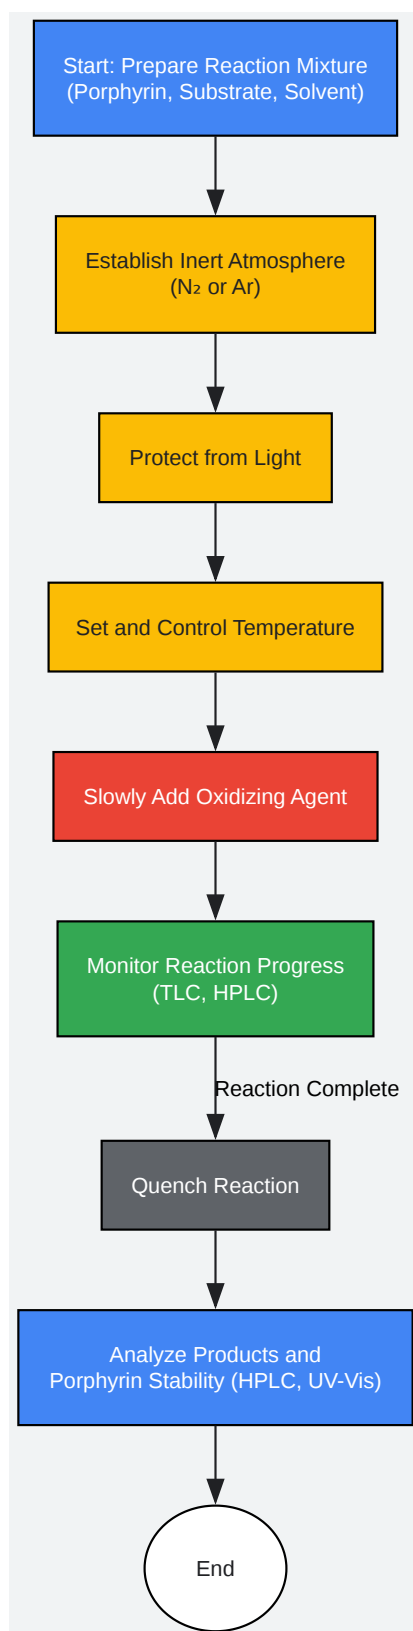 Start: Prepare Reaction Mixture
(Porphyrin, Substrate, Solvent)
Establish Inert Atmosphere
(N₂ or Ar)
Protect from Light
Set and Control Temperature
Slowly Add Oxidizing Agent
Monitor Reaction Progress
(TLC, HPLC)
Reaction Complete
Quench Reaction
Analyze Products and
Porphyrin Stability (HPLC, UV-Vis)
End